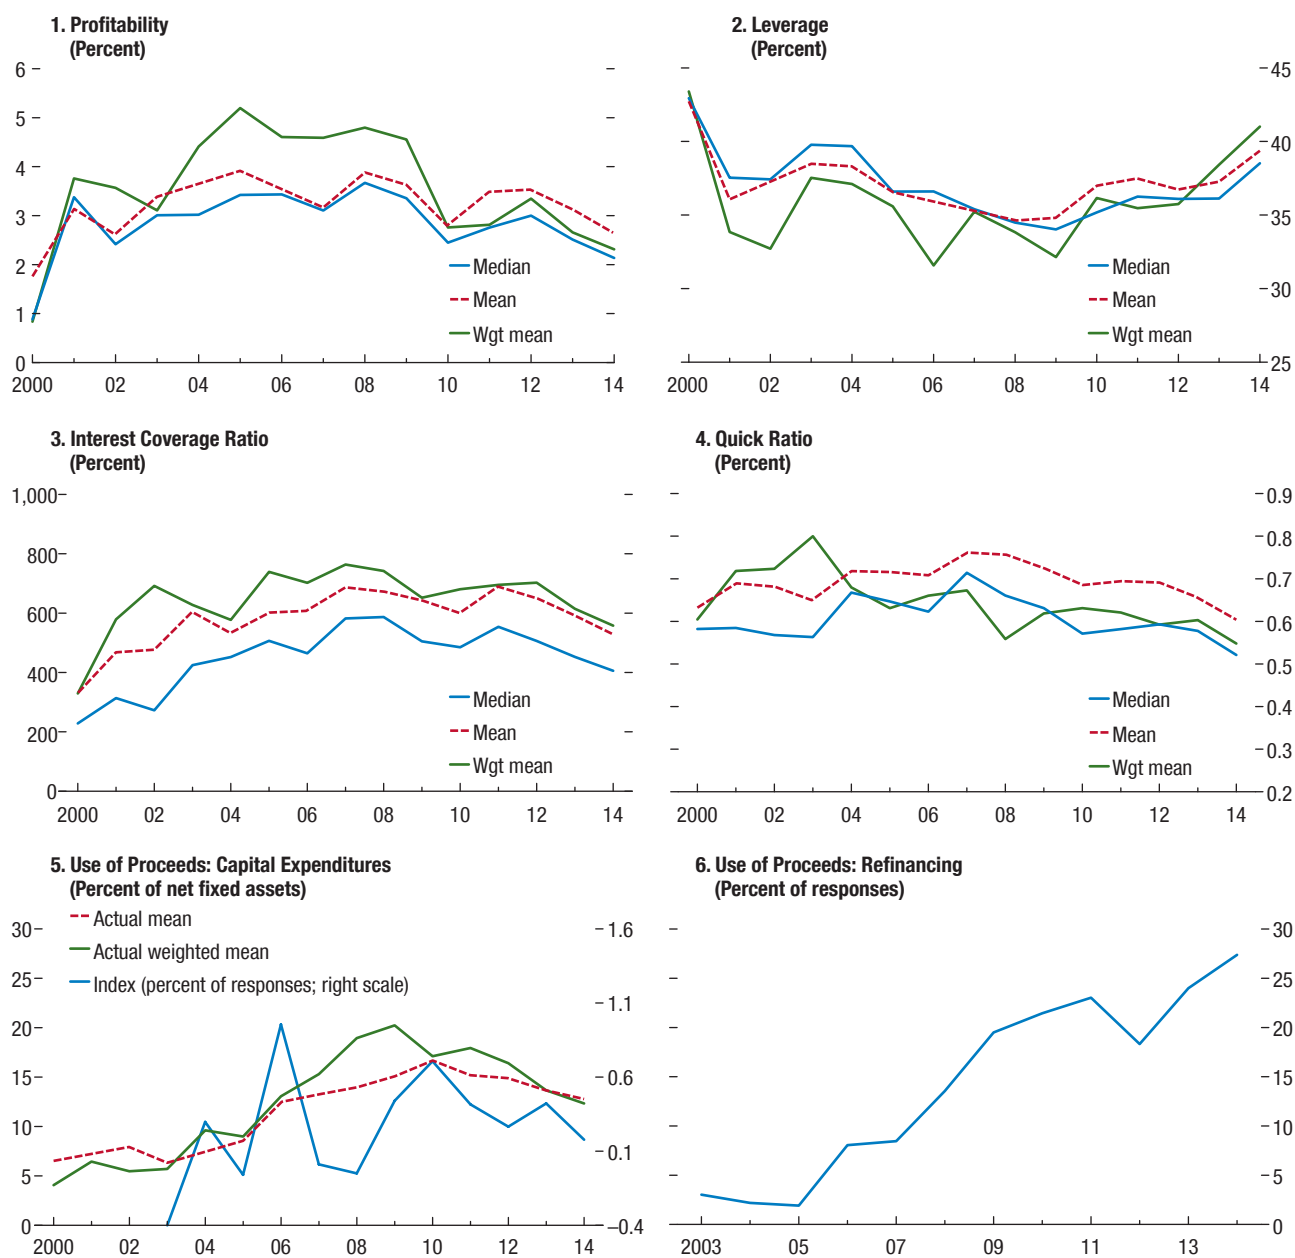 1. Profitability
(Percent)
6
5
4
3
2
1
0
Median
Mean
Wgt mean
2000 02 04 06 08 10 12 14
2. Leverage
(Percent)
45
40
35
30
25
Median
Mean
Wgt mean
2000 02 04 06 08 10 12 14
3. Interest Coverage Ratio
(Percent)
1,000
800
600
400
200
0
Median
Mean
Wgt mean
2000 02 04 06 08 10 12 14
4. Quick Ratio
(Percent)
0.9
0.8
0.7
0.6
0.5
0.4
0.3
0.2
Median
Mean
Wgt mean
2000 02 04 06 08 10 12 14
5. Use of Proceeds: Capital Expenditures
(Percent of net fixed assets)
Actual mean
Actual weighted mean
Index (percent of responses; right scale)
30
25
20
15
10
5
0
1.6
1.1
0.6
0.1
–0.4
2000 02 04 06 08 10 12 14
6. Use of Proceeds: Refinancing
(Percent of responses)
30
25
20
15
10
5
0
2003 05 07 09 11 13